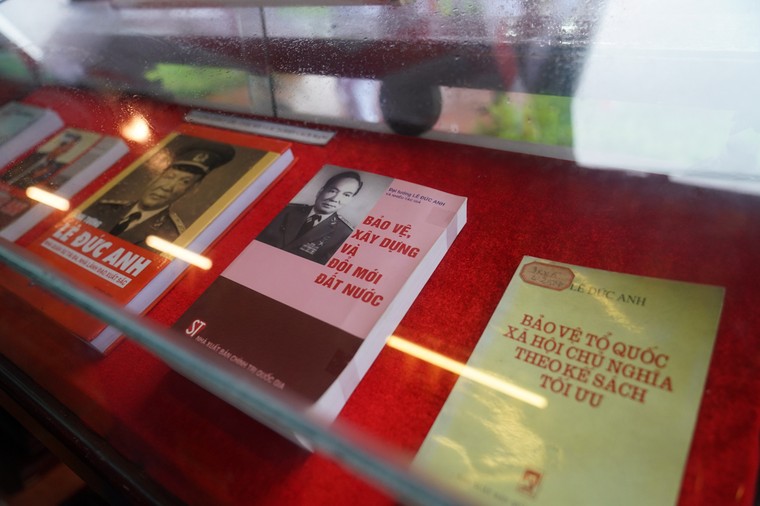 LÊ ĐỨC ANH
Đại tướng LÊ ĐỨC ANH
BẢO VỆ,
XÂY DỰNG
VÀ
ĐỔI MỚI
ĐẤT NƯỚC
ST
NHÀ XUẤT BẢN CHÍNH TRỊ QUỐC GIA
LÊ ĐỨC ANH
BẢO VỆ TỔ QUỐC
XÃ HỘI CHỦ NGHĨA
THEO KẾ SÁCH
TỐI ƯU